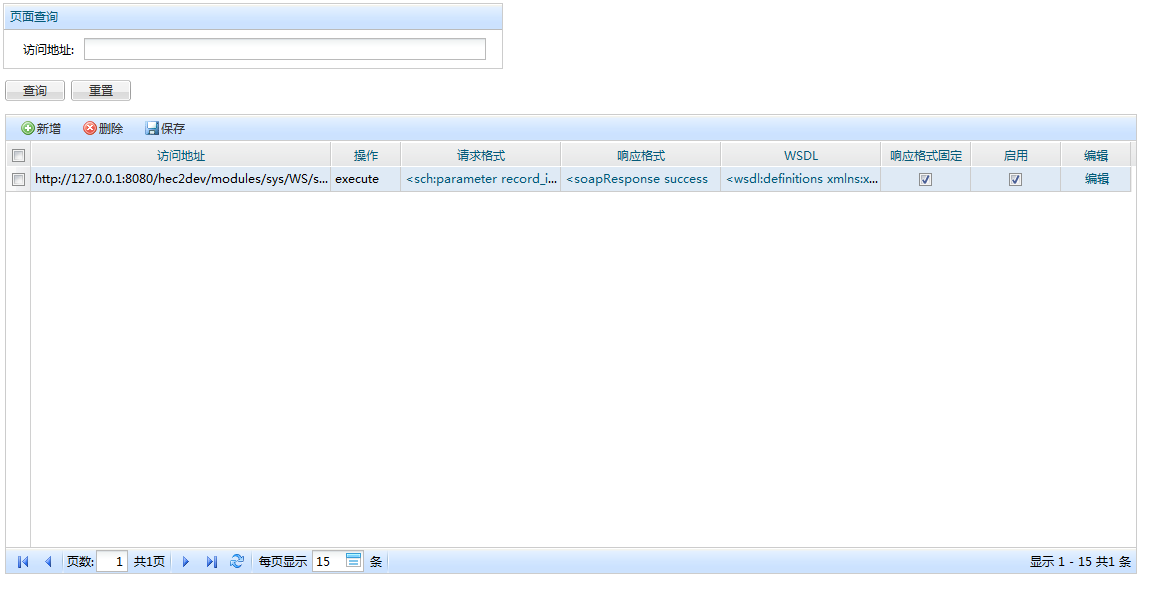 页面查询
访问地址:
查询 重置
新增 删除 保存
访问地址 操作 请求格式 响应格式 WSDL 响应格式固定 启用 编辑
http://127.0.0.1:8080/hec2dev/modules/sys/WS/s... execute <sch:parameter record_i... <soapResponse success <wsdl:definitions xmlns:x... 编辑
页数: 1 共1页 每页显示 15 条 显示 1 - 15 共1 条